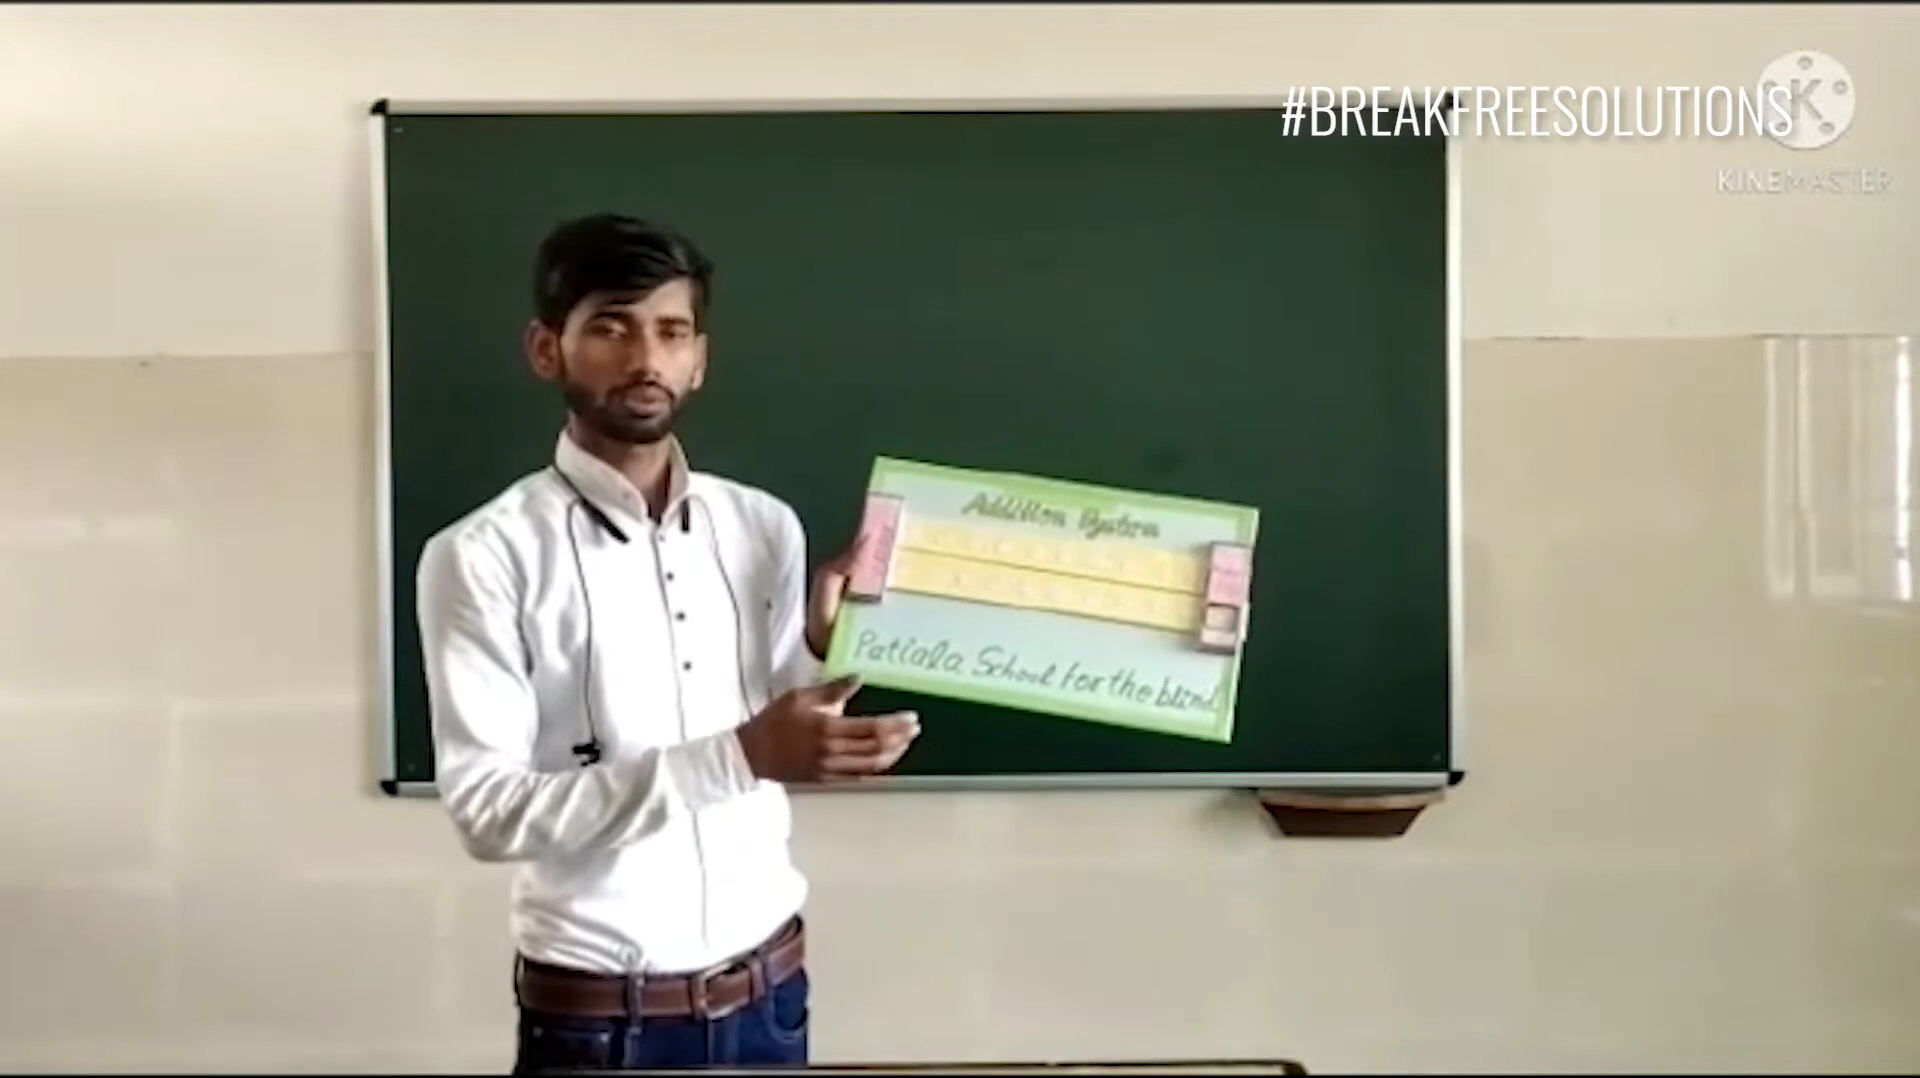 #BREAKFREESOLUTIONS
K
KINEMASTER
Addition System
Patiala School for the blind